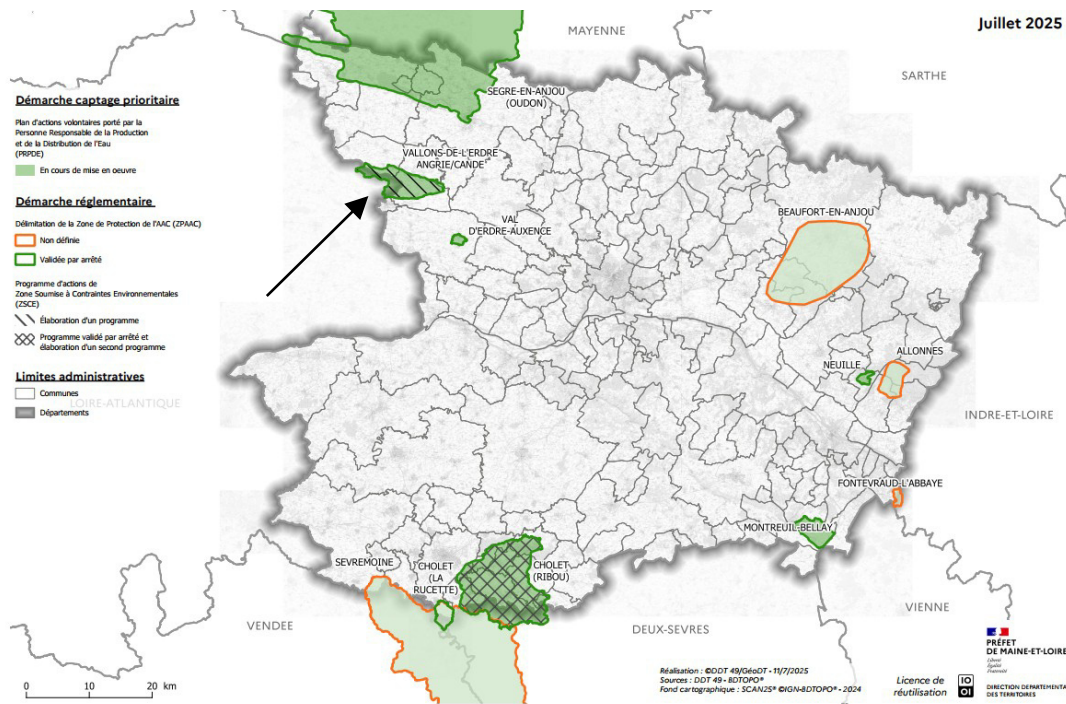 Juillet 2025
MAYENNE
SARTHE
Démarche captage prioritaire
Plan d'actions volontaires porté par la
Personne Responsable de la Production
et de la Distribution de l'Eau
(PRPDE)
En cours de mise en oeuvre
Démarche réglementaire
Délimitation de la Zone de Protection de l'AAC (ZPAAC)
Non définie
Validée par arrêté
Programme d'actions de
Zone Soumise à Contraintes Environnementales
(ZSCE)
Élaboration d'un programme
Programme validé par arrêté et
élaboration d'un second programme
Limites administratives
Communes
LOIRE-ATLANTIQUE
Départements
SEGRE-EN-ANJOU
(OUDON)
VALLONS-DE-L'ERDRE
ANGRIE/CANDE
VAL
D'ERDRE-AUXENCE
BEAUFORT-EN-ANJOU
ALLONNES
NEUILLE
INDRE-ET-LOIRE
FONTEVRAUD-L'ABBAYE
MONTREUIL-BELLAY
SEVREMOINE
CHOLET
(LA
RUCETTE)
CHOLET
(RIBOU)
VENDEE
DEUX-SEVRES
VIENNE
0 10 20 km
Réalisation : ©DDT 49/GéoDT - 11/7/2025
Sources : DDT 49 - BDTOPO®
Fond cartographique : SCAN25® ©IGN-BDTOPO® - 2024
Licence de
réutilisation
PRÉFET
DE MAINE-ET-LOIRE
Liberté
Égalité
Fraternité
DIRECTION DEPARTEMENTA
DES TERRITOIRES